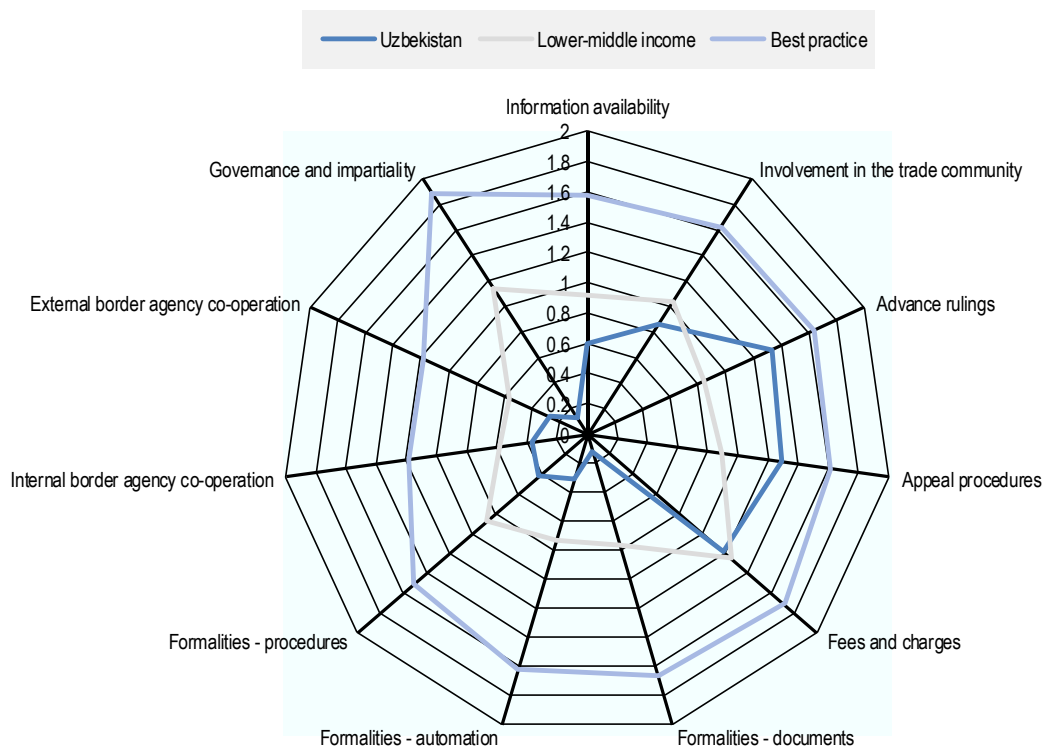 Uzbekistan Lower-middle income Best practice
Information availability
2
1.8
1.6
1.4
1.2
1
0.8
0.6
0.4
0.2
0
Governance and impartiality
Involvement in the trade community
External border agency co-operation
Advance rulings
Internal border agency co-operation
Appeal procedures
Formalities - procedures
Fees and charges
Formalities - automation
Formalities - documents